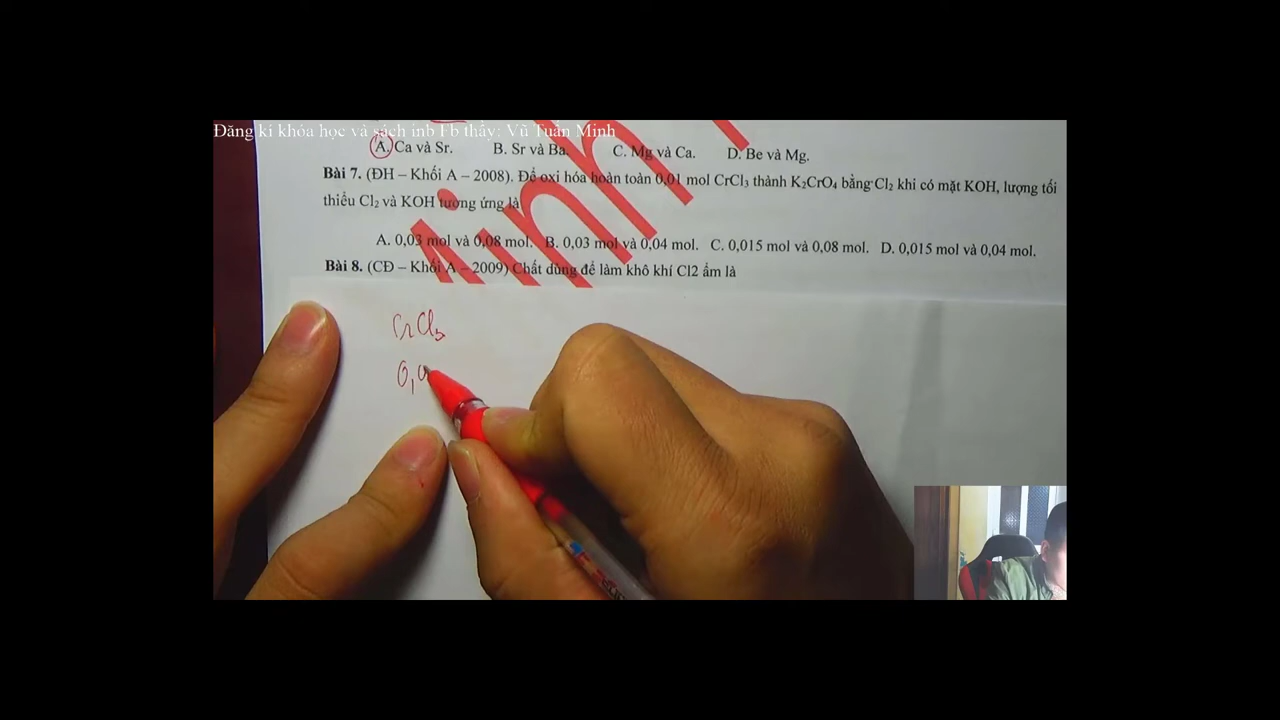 Đăng kí khóa học và sách inb Fb thầy: Vũ Tuấn Minh
A. Ca và Sr. B. Sr và Ba. C. Mg và Ca. D. Be và Mg.
Bài 7. (ĐH – Khối A – 2008). Để oxi hóa hoàn toàn 0,01 mol CrCl₃ thành K₂CrO₄ bằng Cl₂ khi có mặt KOH, lượng tối
thiểu Cl₂ và KOH tương ứng là
A. 0,03 mol và 0,08 mol. B. 0,03 mol và 0,04 mol. C. 0,015 mol và 0,08 mol. D. 0,015 mol và 0,04 mol.
Bài 8. (CĐ – Khối A – 2009) Chất dùng để làm khô khí Cl2 ẩm là
CrCl₃
0,0